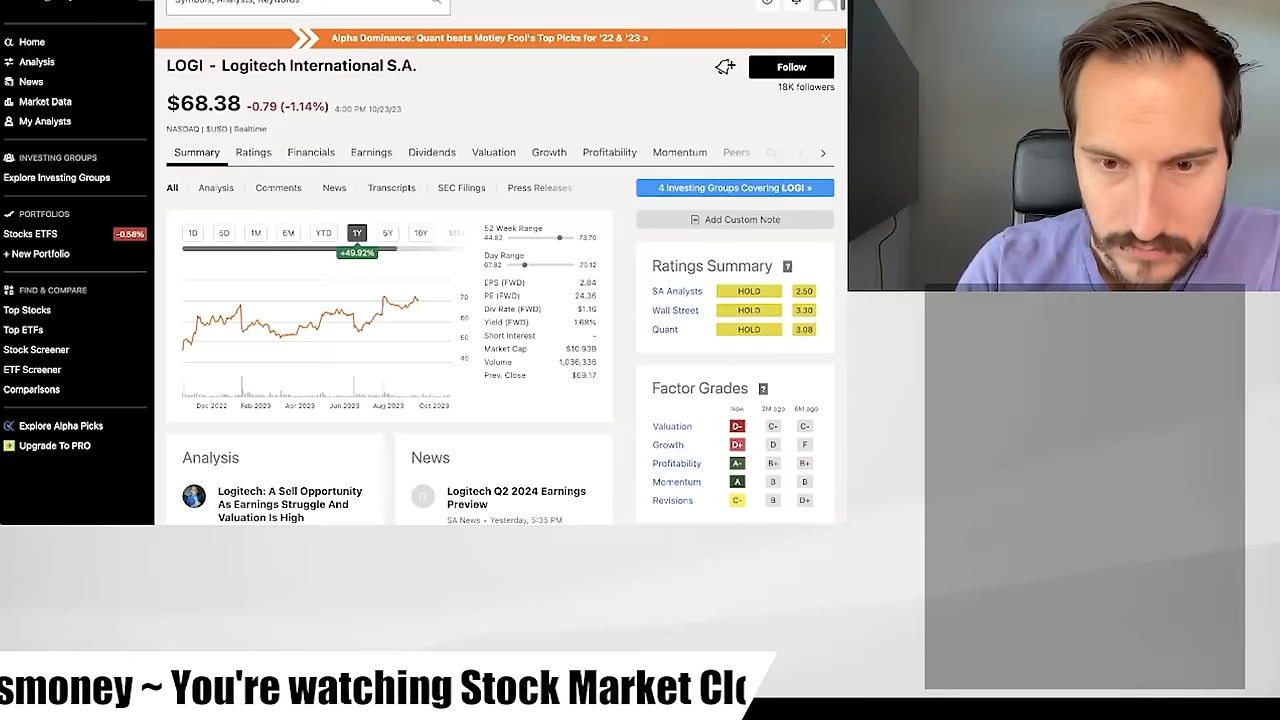 Symbols, Analysts, Keywords
Home
Analysis
News
Market Data
My Analysts
INVESTING GROUPS
Explore Investing Groups
PORTFOLIOS
Stocks ETFS -0.58%
+ New Portfolio
FIND & COMPARE
Top Stocks
Top ETFs
Stock Screener
ETF Screener
Comparisons
Explore Alpha Picks
Upgrade To PRO
Alpha Dominance: Quant beats Motley Fool's Top Picks for '22 & '23 »
LOGI - Logitech International S.A.
Follow
18K followers
$68.38 -0.79 (-1.14%) 4:00 PM 10/23/23
NASDAQ | $USD | Realtime
Summary Ratings Financials Earnings Dividends Valuation Growth Profitability Momentum Peers
All Analysis Comments News Transcripts SEC Filings Press Releases
4 Investing Groups Covering LOGI »
Add Custom Note
1D 5D 1M 6M YTD 1Y 5Y 10Y
+49.92%
70
60
50
40
Dec 2022 Feb 2023 Apr 2023 Jun 2023 Aug 2023 Oct 2023
52 Week Range
44.82 73.70
Day Range
67.82 70.12
EPS (FWD) 2.84
PE (FWD) 24.36
Div Rate (FWD) $1.16
Yield (FWD) 1.68%
Short Interest -
Market Cap $10.93B
Volume 1,036,336
Prev. Close $69.17
Ratings Summary ?
SA Analysts HOLD 2.50
Wall Street HOLD 3.30
Quant HOLD 3.08
Factor Grades ?
Now 3M ago 6M ago
Valuation D- C- C-
Growth D+ D F
Profitability A- B+ B+
Momentum A B B
Revisions C- B D+
Analysis
Logitech: A Sell Opportunity
As Earnings Struggle And
Valuation Is High
News
Logitech Q2 2024 Earnings
Preview
SA News • Yesterday, 5:35 PM
smoney ~ You're watching Stock Market Clo